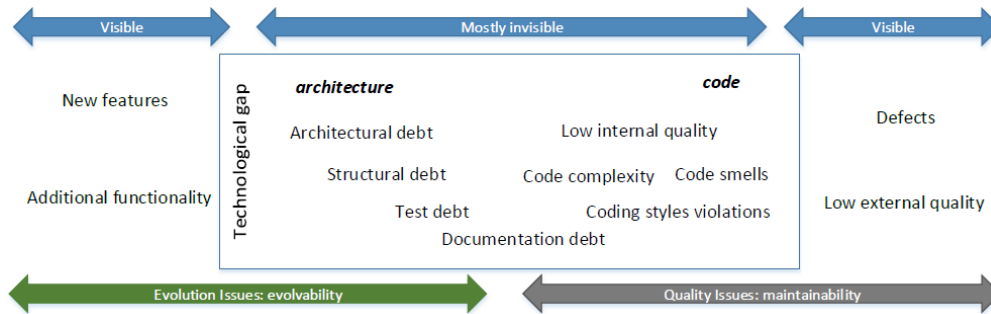 Visible
Mostly invisible
Visible
New features
Additional functionality
Technological gap
architecture
code
Architectural debt
Low internal quality
Structural debt
Code complexity
Code smells
Test debt
Coding styles violations
Documentation debt
Defects
Low external quality
Evolution Issues: evolvability
Quality Issues: maintainability